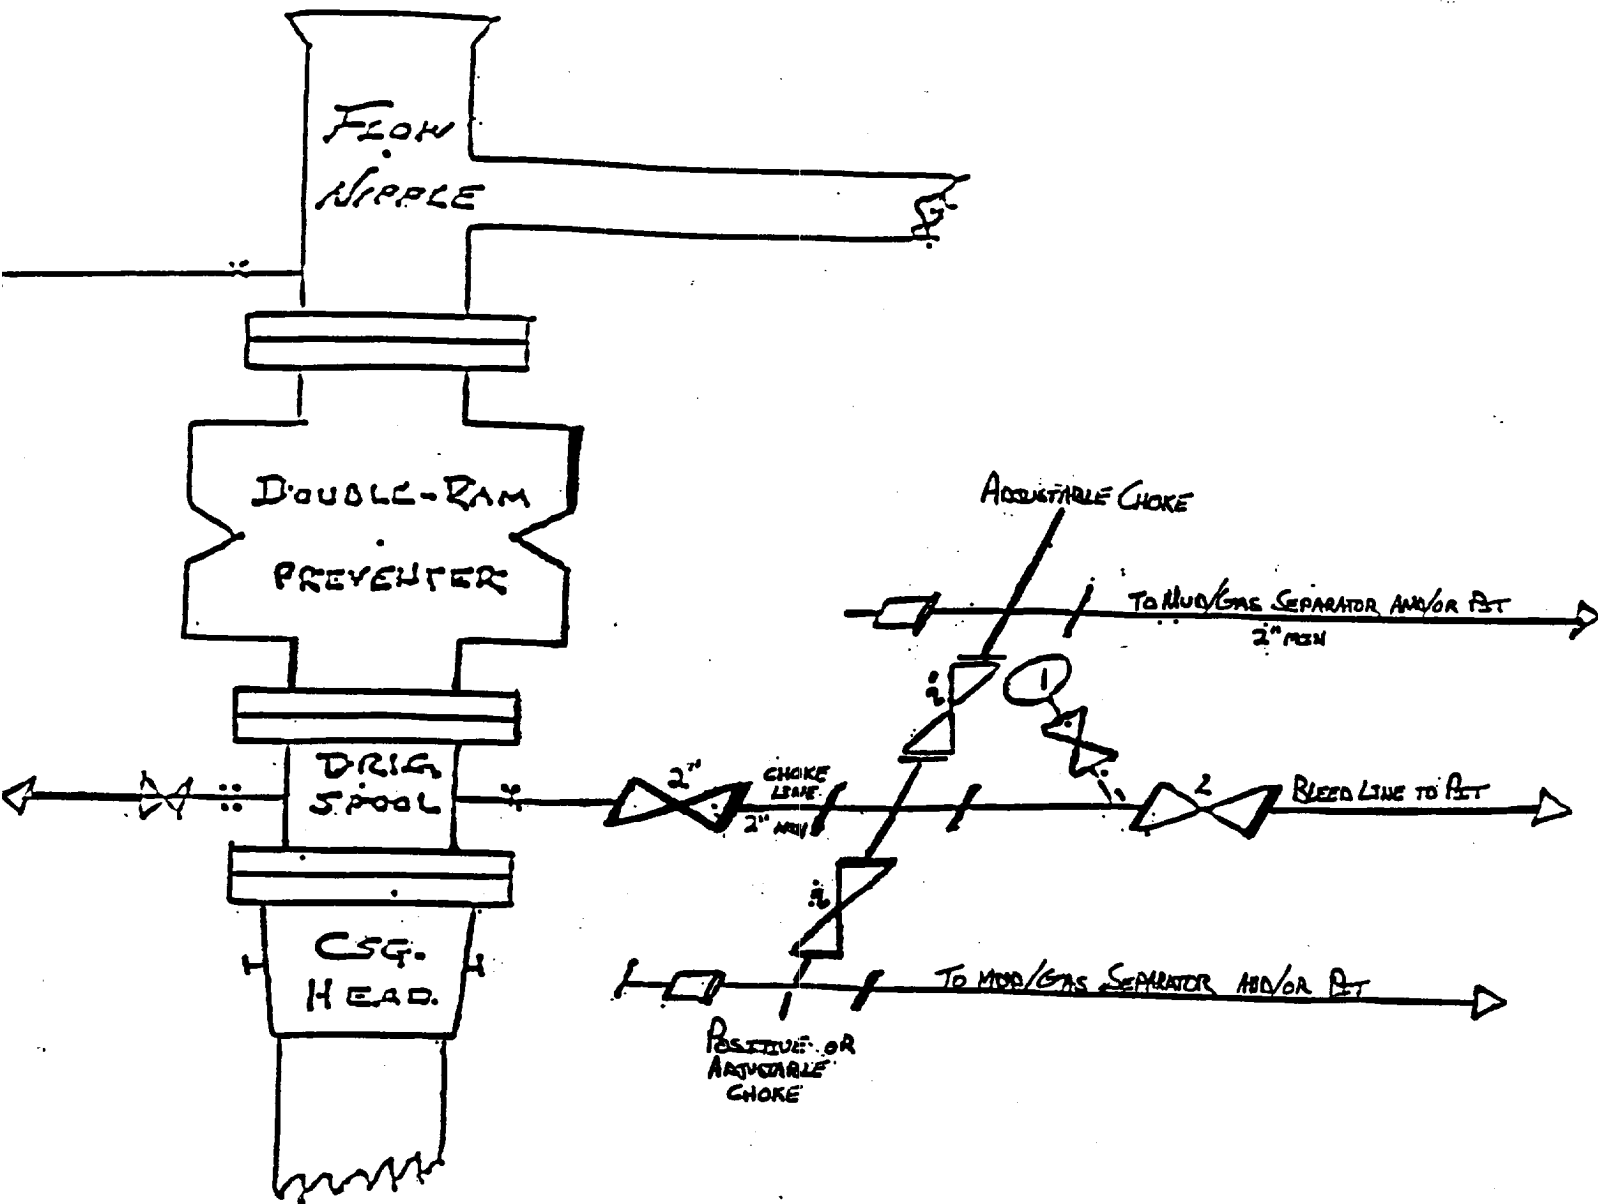 FLOW
NIPPLE
DOUBLE-RAM
PREVENTER
ADJUSTABLE CHOKE
TO MUD/GAS SEPARATOR AND/OR PIT
2" MIN
2"
1
DRLG
SPOOL
2"
CHOKE
LINE
2" MIN
2
BLEED LINE TO PIT
2"
CSG.
HEAD.
TO MUD/GAS SEPARATOR AND/OR PIT
POSITIVE OR
ADJUSTABLE
CHOKE